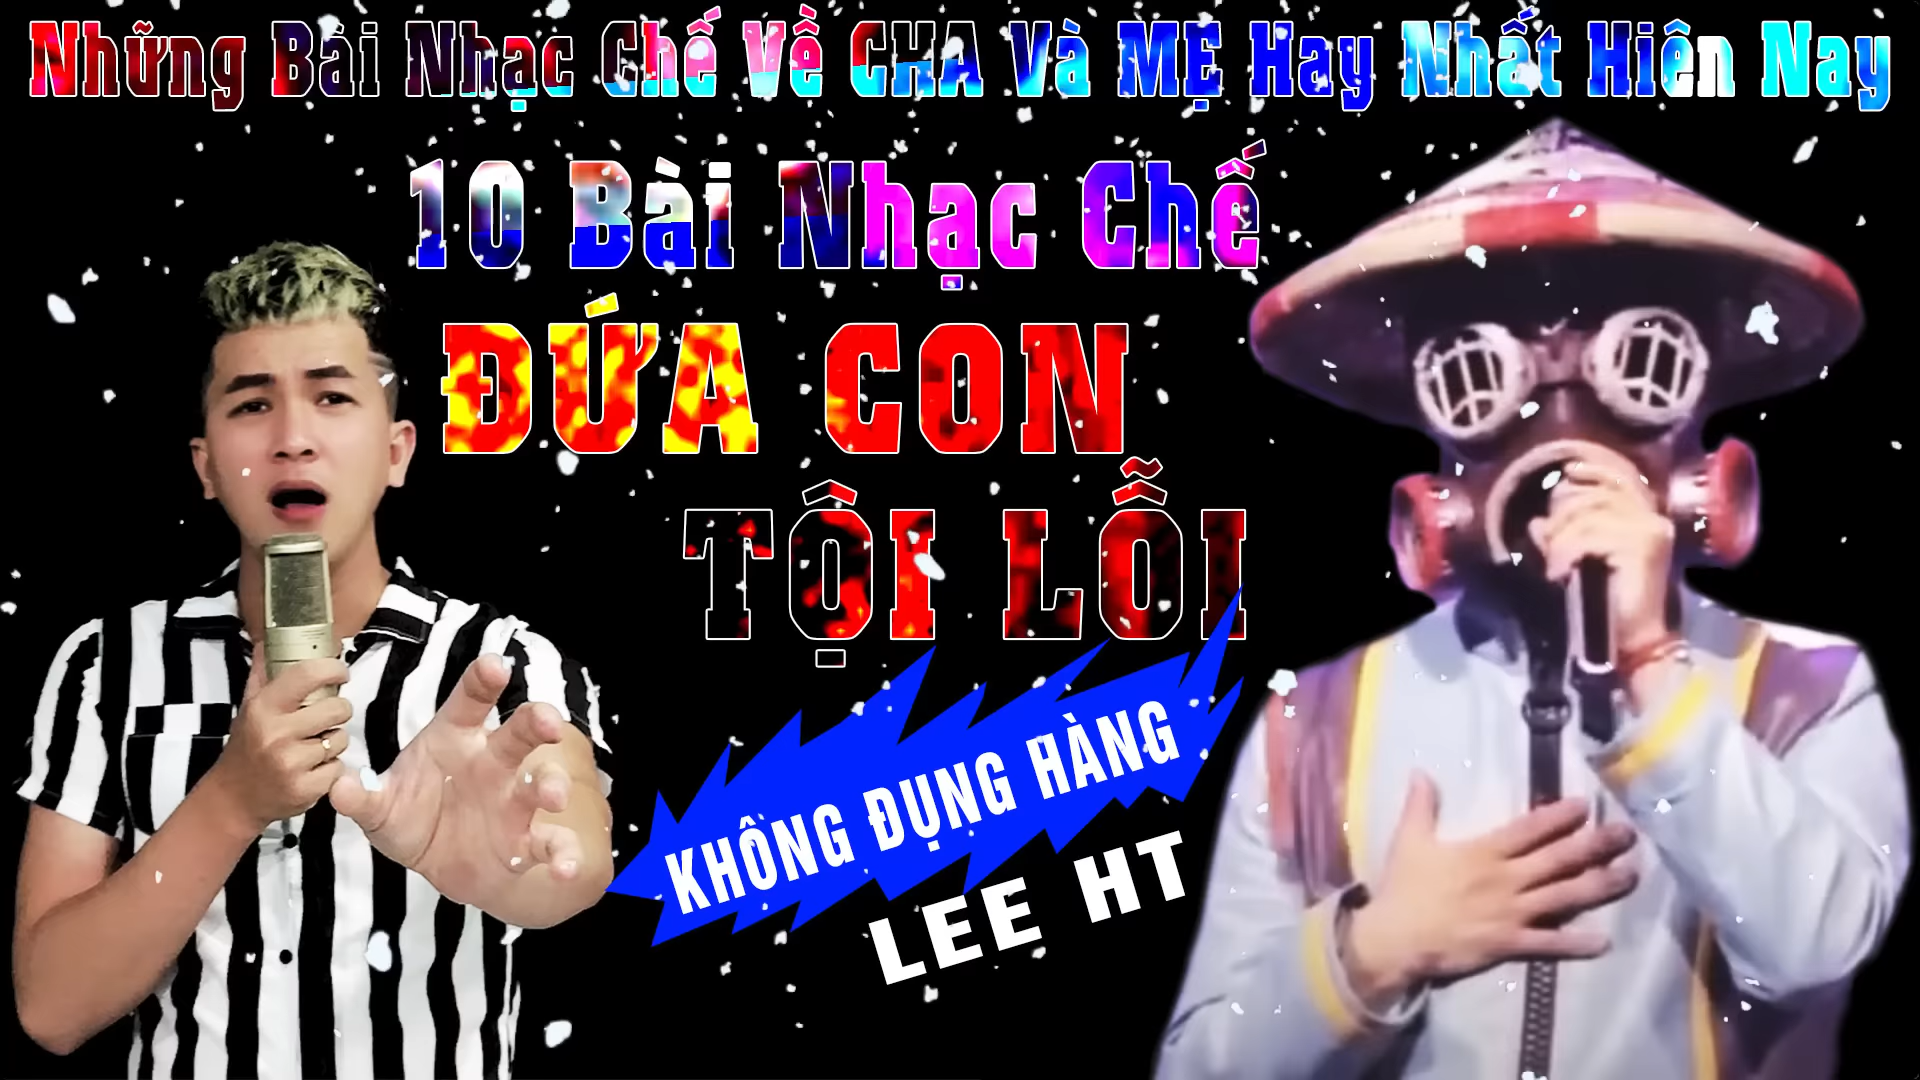 Những Bài Nhạc Chế Về CHA Và MẸ Hay Nhất Hiện Nay
10 Bài Nhạc Chế
ĐỨA CON
TỘI LỖI
KHÔNG ĐỤNG HÀNG
LEE HT